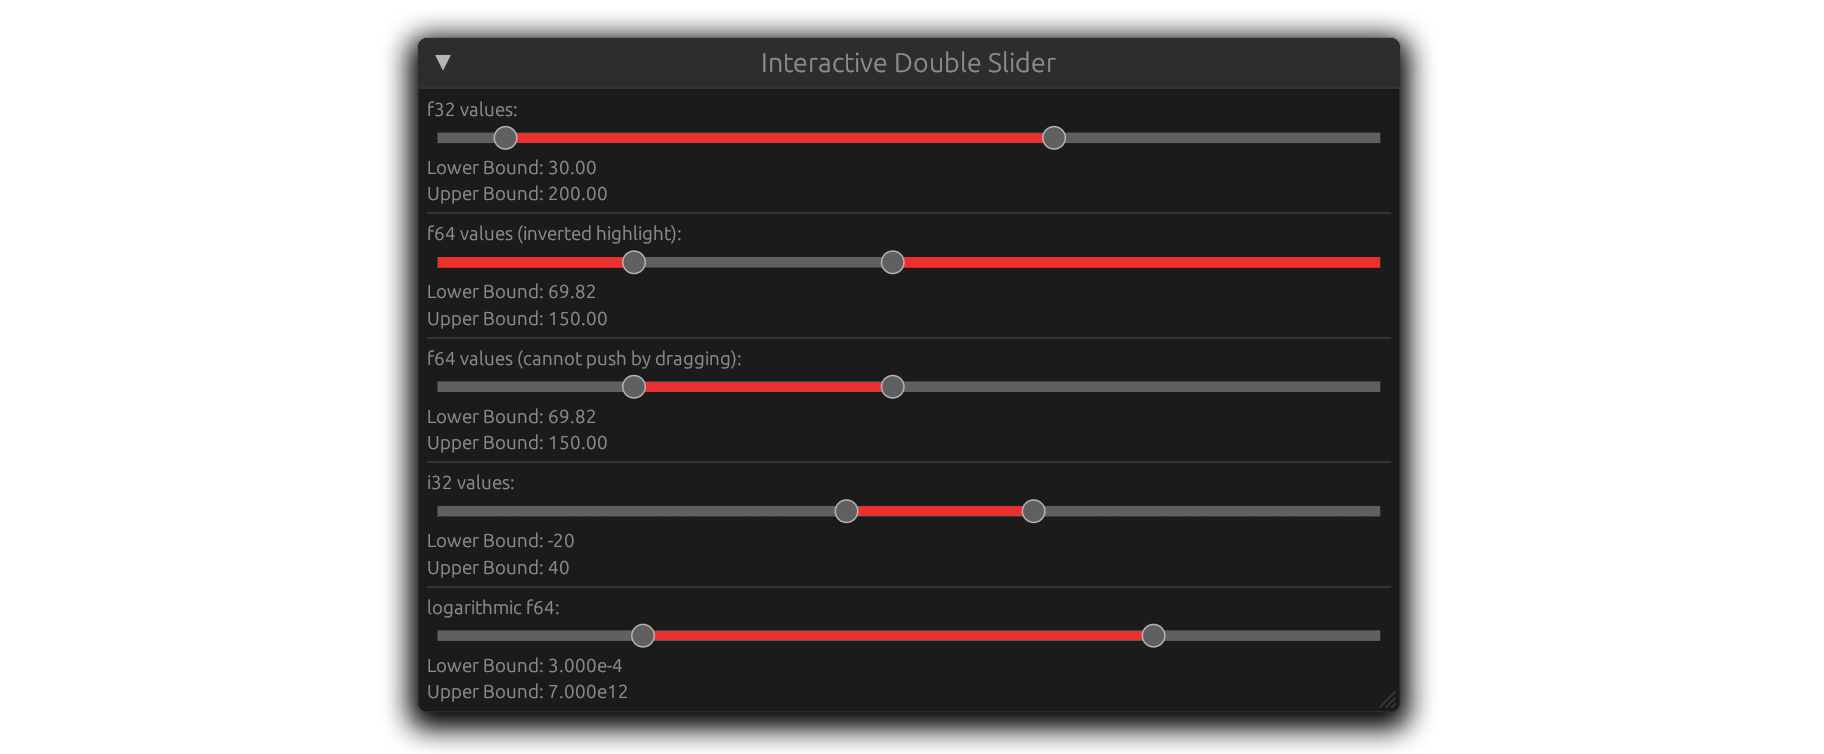 Interactive Double Slider
f32 values:
Lower Bound: 30.00
Upper Bound: 200.00
f64 values (inverted highlight):
Lower Bound: 69.82
Upper Bound: 150.00
f64 values (cannot push by dragging):
Lower Bound: 69.82
Upper Bound: 150.00
i32 values:
Lower Bound: -20
Upper Bound: 40
logarithmic f64:
Lower Bound: 3.000e-4
Upper Bound: 7.000e12